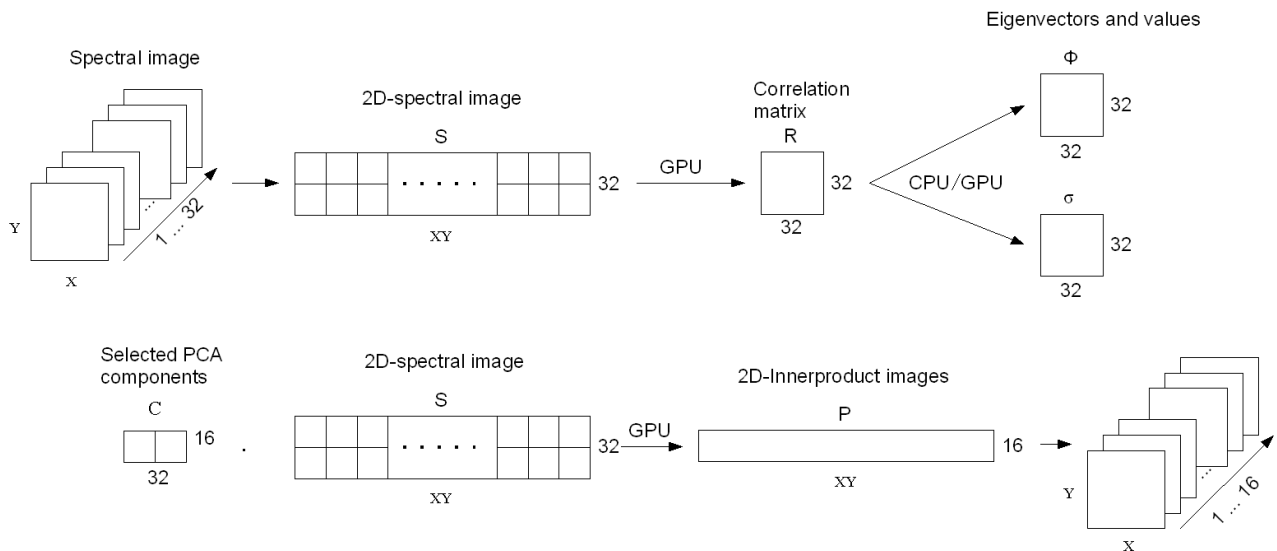 Eigenvectors and values
Spectral image
Φ
2D-spectral image
Correlation
matrix
S
R
32
GPU
32
32
CPU/GPU
32
32
σ
1 ... 32
Y
XY
32
X
32
32
Selected PCA
components
2D-spectral image
2D-Innerproduct images
C
S
P
16
.
32
GPU
16
32
XY
XY
Y
1 ... 16
X